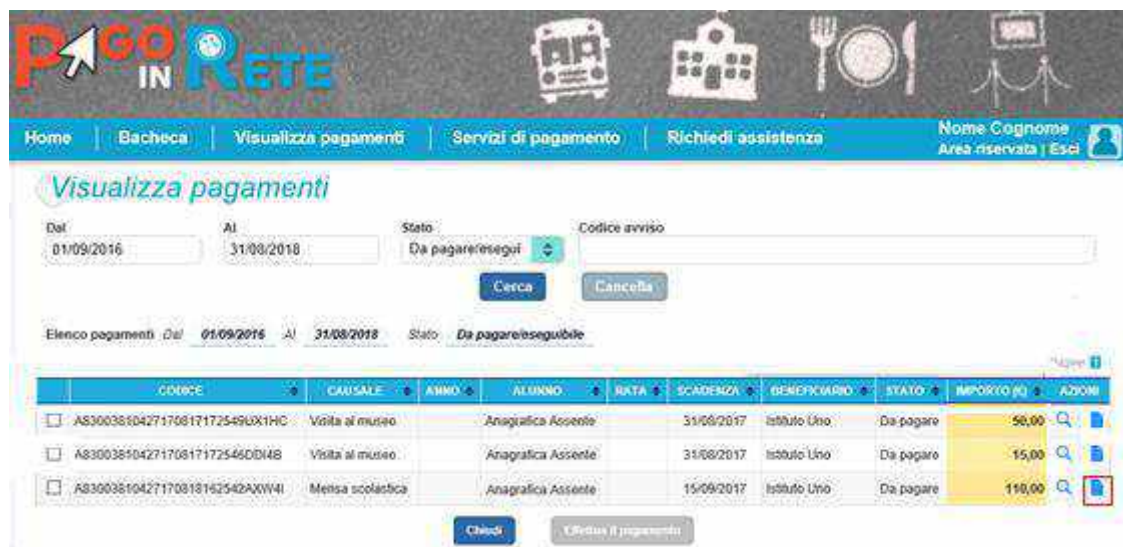 PAGO
IN RETE
Home | Bacheca | Visualizza pagamenti | Servizi di pagamento | Richiedi assistenza
Nome Cognome
Area riservata | Esci
Visualizza pagamenti
Dal Al Stato Codice avviso
01/09/2016 31/08/2018 Da pagare/esegui
Cerca Cancella
Elenco pagamenti Dal 01/09/2016 Al 31/08/2018 Stato Da pagare/eseguibile
CODICE CAUSALE ANNO ALUNNO RATA SCADENZA BENEFICIARIO STATO IMPORTO (€) AZIONI
Visita al museo Anagrafica Assente 31/08/2017 Istituto Uno Da pagare 50,00
Visita al museo Anagrafica Assente 31/08/2017 Istituto Uno Da pagare 15,00
Mensa scolastica Anagrafica Assente 15/09/2017 Istituto Uno Da pagare 110,00
Chiudi Effettua il pagamento